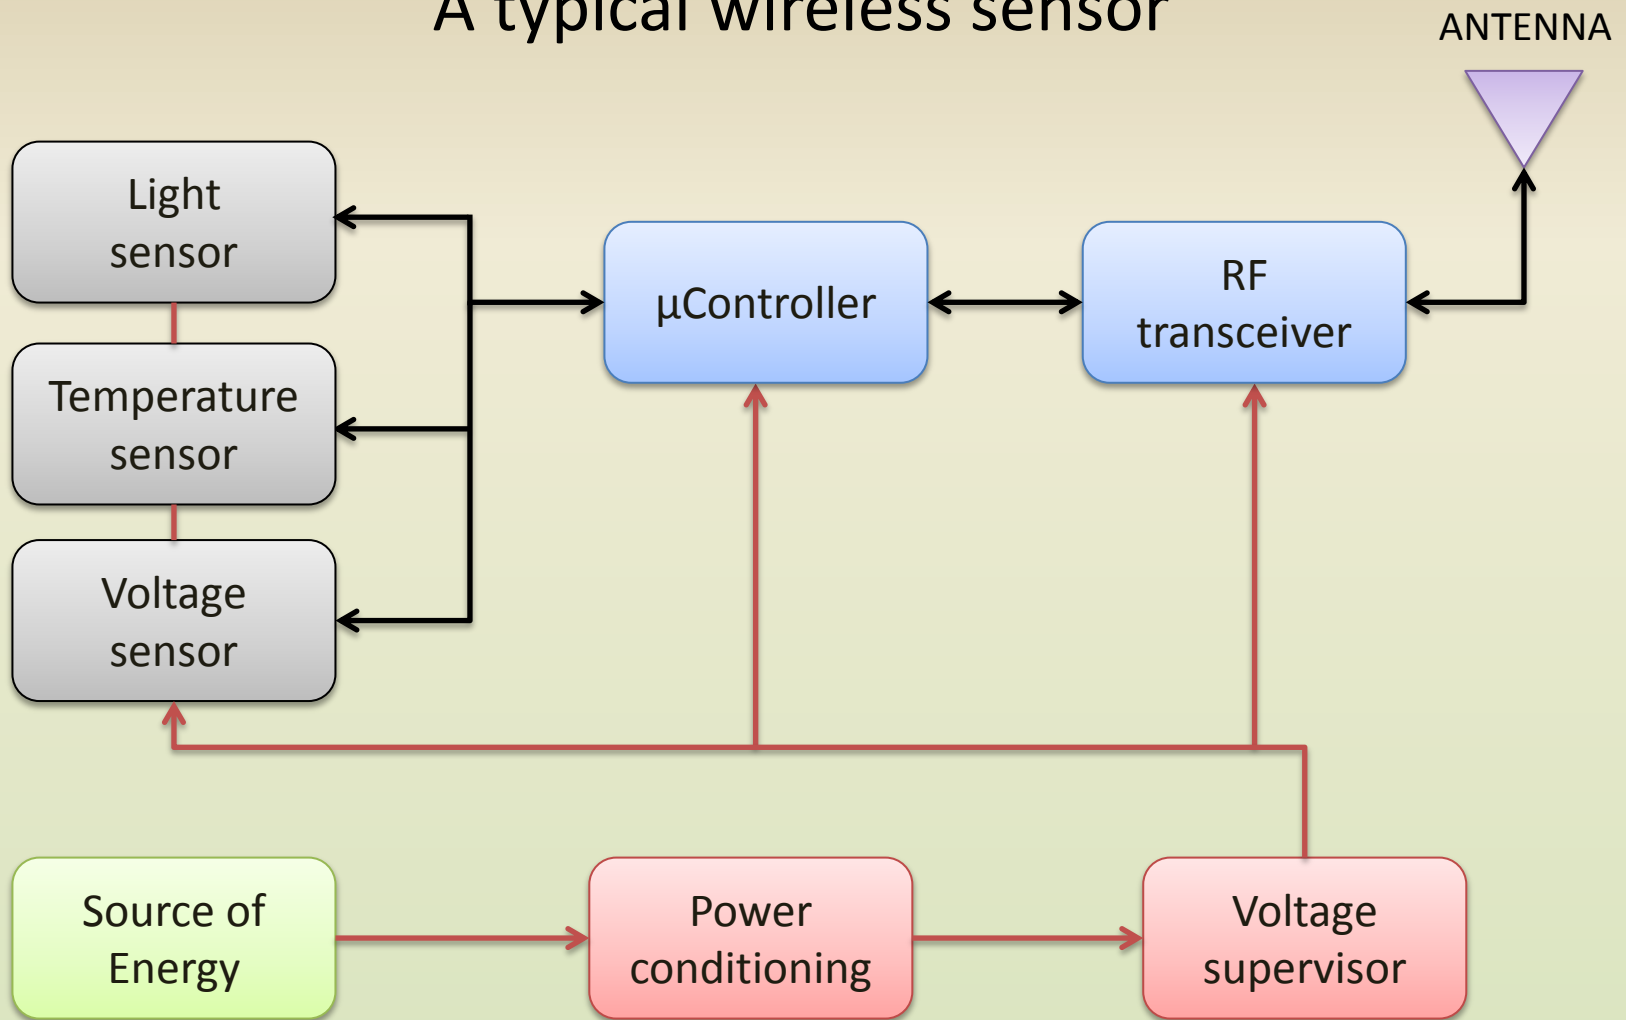 A typical wireless sensor
ANTENNA
Light
sensor
µController
RF
transceiver
Temperature
sensor
Voltage
sensor
Source of
Energy
Power
conditioning
Voltage
supervisor